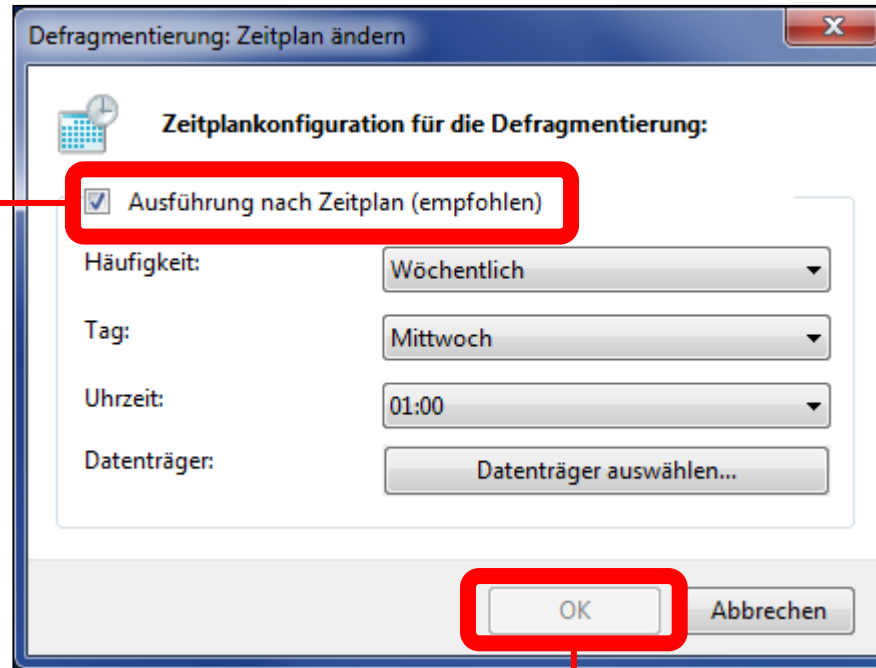 Defragmentierung: Zeitplan ändern
Zeitplankonfiguration für die Defragmentierung:
Ausführung nach Zeitplan (empfohlen)
Häufigkeit: Wöchentlich
Tag: Mittwoch
Uhrzeit: 01:00
Datenträger: Datenträger auswählen...
OK Abbrechen